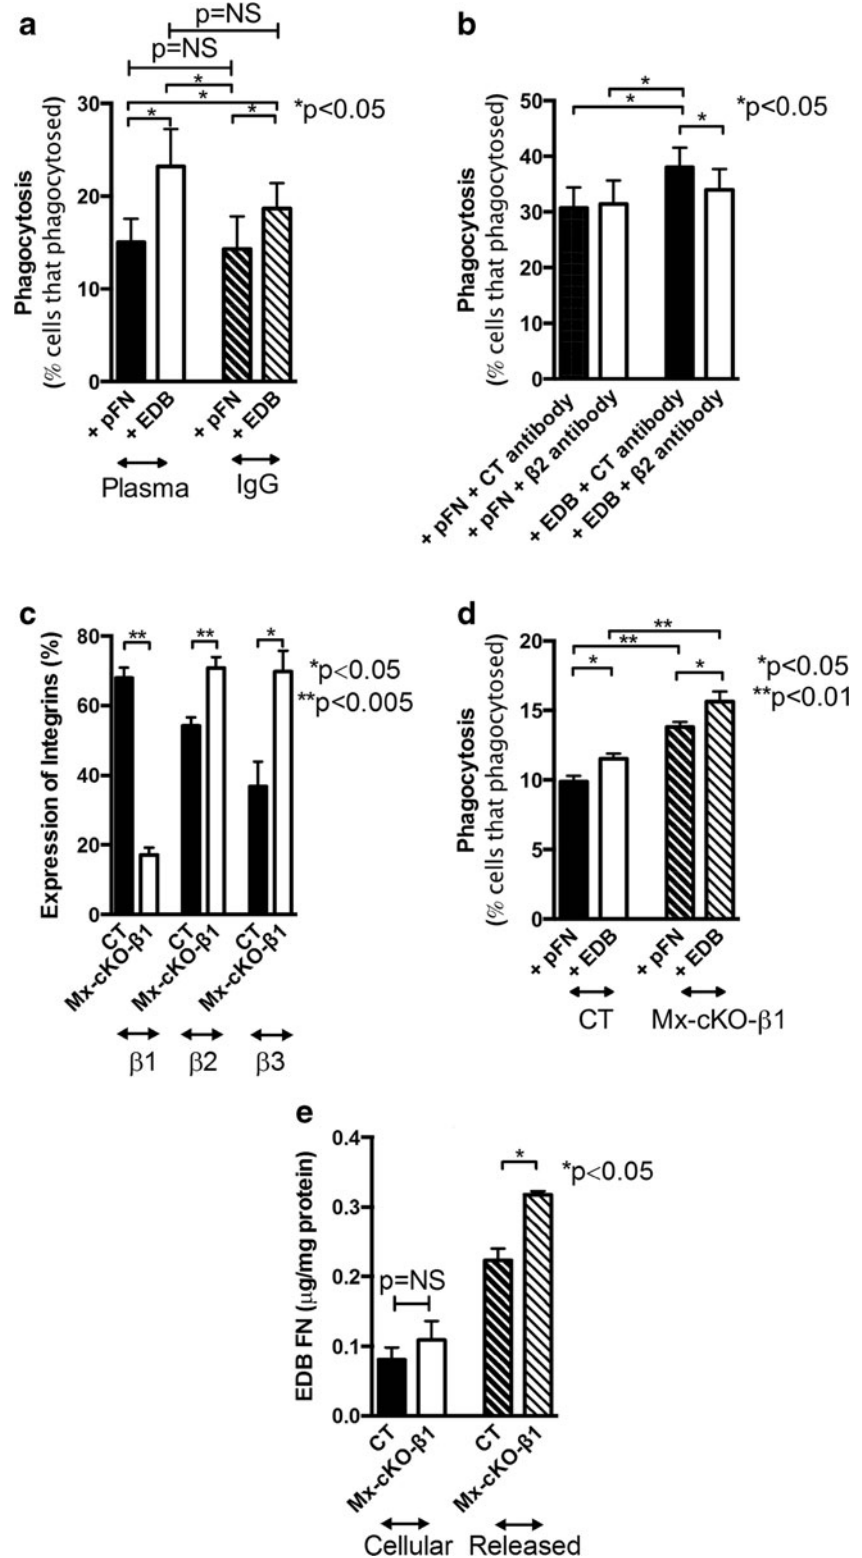 a
p=NS
p=NS
*
*
*
*
*p<0.05
Phagocytosis
(% cells that phagocytosed)
30
20
10
0
+ pFN
+ EDB
+ pFN
+ EDB
Plasma
IgG
b
*
*
*
*p<0.05
Phagocytosis
(% cells that phagocytosed)
50
40
30
20
10
0
+ pFN + CT antibody
+ pFN + β2 antibody
+ EDB + CT antibody
+ EDB + β2 antibody
c
**
**
*
*p<0.05
**p<0.005
Expression of Integrins (%)
80
60
40
20
0
CT
Mx-cKO-β1
CT
Mx-cKO-β1
CT
Mx-cKO-β1
β1
β2
β3
d
**
**
*
*
*p<0.05
**p<0.01
Phagocytosis
(% cells that phagocytosed)
20
15
10
5
0
+ pFN
+ EDB
+ pFN
+ EDB
CT
Mx-cKO-β1
e
*
*p<0.05
p=NS
EDB FN (μg/mg protein)
0.4
0.3
0.2
0.1
0.0
CT
Mx-cKO-β1
CT
Mx-cKO-β1
Cellular
Released